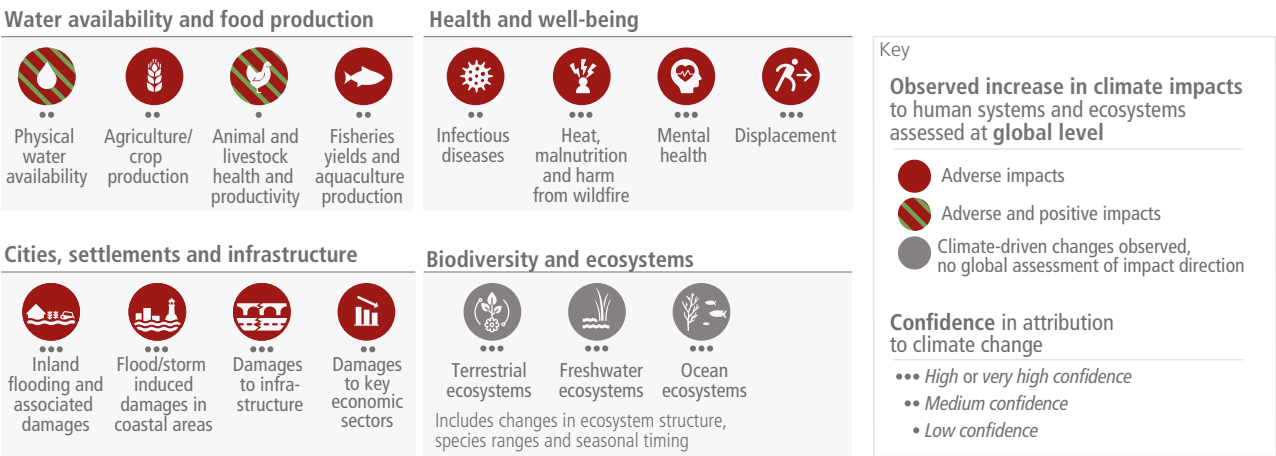 Water availability and food production
Physical
water
availability
Agriculture/
crop
production
Animal and
livestock
health and
productivity
Fisheries
yields and
aquaculture
production
Health and well-being
Infectious
diseases
Heat,
malnutrition
and harm
from wildfire
Mental
health
Displacement
Cities, settlements and infrastructure
Inland
flooding and
associated
damages
Flood/storm
induced
damages in
coastal areas
Damages
to infra-
structure
Damages
to key
economic
sectors
Biodiversity and ecosystems
Terrestrial
ecosystems
Freshwater
ecosystems
Ocean
ecosystems
Includes changes in ecosystem structure,
species ranges and seasonal timing
Key
Observed increase in climate impacts
to human systems and ecosystems
assessed at global level
Adverse impacts
Adverse and positive impacts
Climate-driven changes observed,
no global assessment of impact direction
Confidence in attribution
to climate change
••• High or very high confidence
•• Medium confidence
• Low confidence